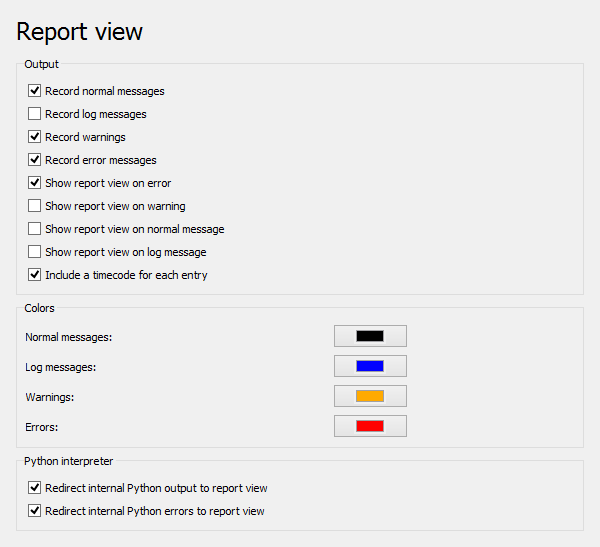 Report view
Output
Record normal messages
Record log messages
Record warnings
Record error messages
Show report view on error
Show report view on warning
Show report view on normal message
Show report view on log message
Include a timecode for each entry
Colors
Normal messages:
Log messages:
Warnings:
Errors:
Python interpreter
Redirect internal Python output to report view
Redirect internal Python errors to report view